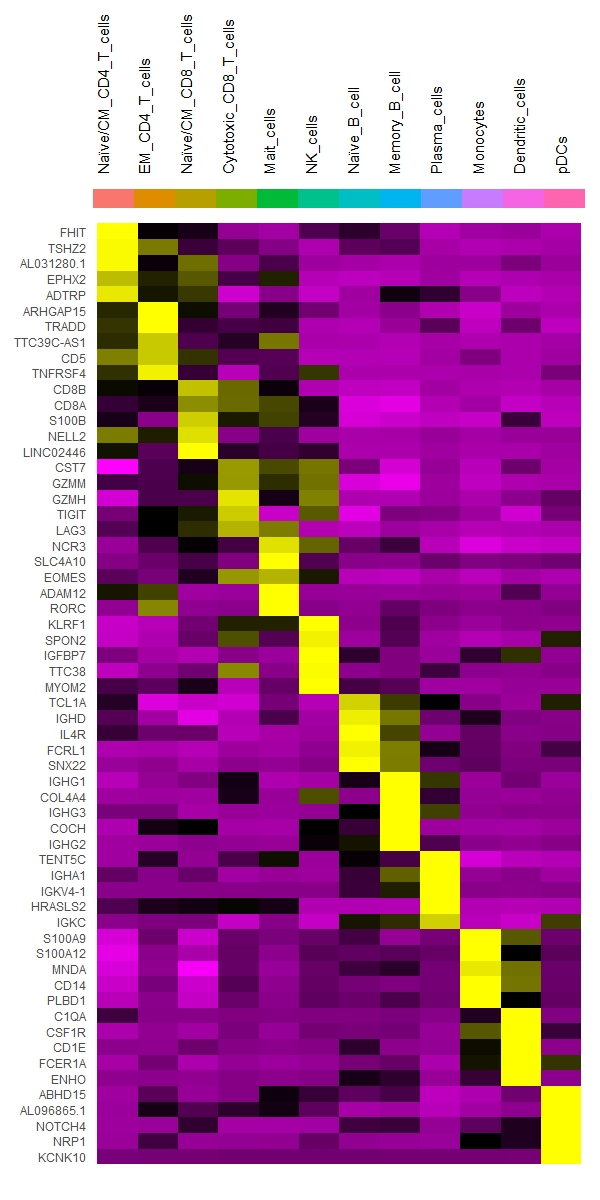 Naïve/CM_CD4_T_cells
EM_CD4_T_cells
Naïve/CM_CD8_T_cells
Cytotoxic_CD8_T_cells
Mait_cells
NK_cells
Naïve_B_cell
Memory_B_cell
Plasma_cells
Monocytes
Dendritic_cells
pDCs
FHIT
TSHZ2
AL031280.1
EPHX2
ADTRP
ARHGAP15
TRADD
TTC39C-AS1
CD5
TNFRSF4
CD8B
CD8A
S100B
NELL2
LINC02446
CST7
GZMM
GZMH
TIGIT
LAG3
NCR3
SLC4A10
EOMES
ADAM12
RORC
KLRF1
SPON2
IGFBP7
TTC38
MYOM2
TCL1A
IGHD
IL4R
FCRL1
SNX22
IGHG1
COL4A4
IGHG3
COCH
IGHG2
TENT5C
IGHA1
IGKV4-1
HRASLS2
IGKC
S100A9
S100A12
MNDA
CD14
PLBD1
C1QA
CSF1R
CD1E
FCER1A
ENHO
ABHD15
AL096865.1
NOTCH4
NRP1
KCNK10